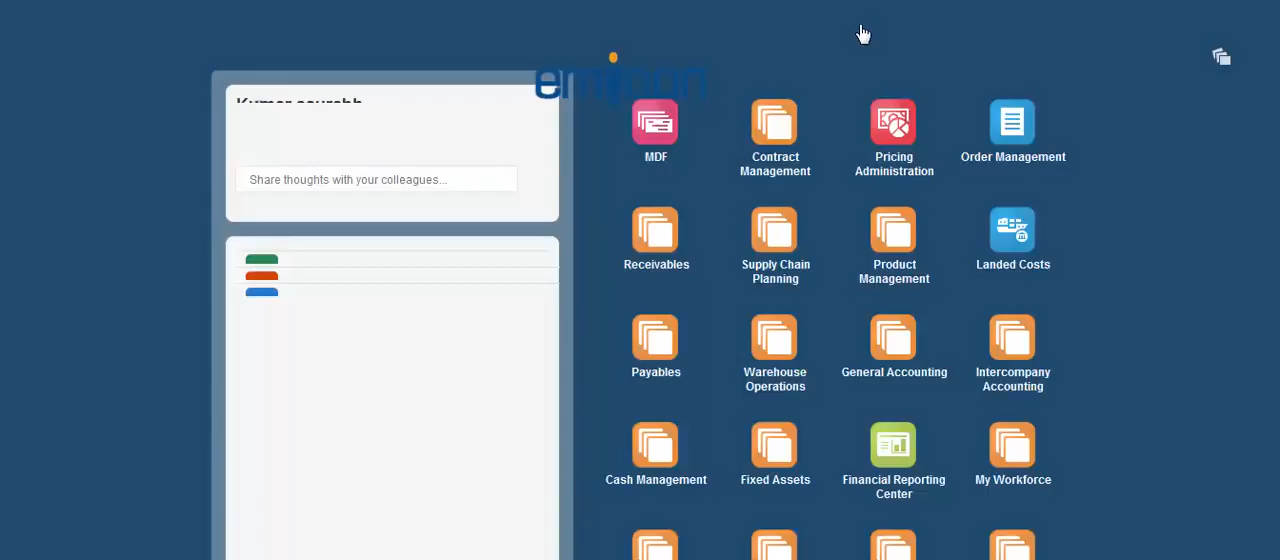 Share thoughts with your colleagues...
MDF
Contract
Management
Pricing
Administration
Order Management
Receivables
Supply Chain
Planning
Product
Management
Landed Costs
Payables
Warehouse
Operations
General Accounting
Intercompany
Accounting
Cash Management
Fixed Assets
Financial Reporting
Center
My Workforce